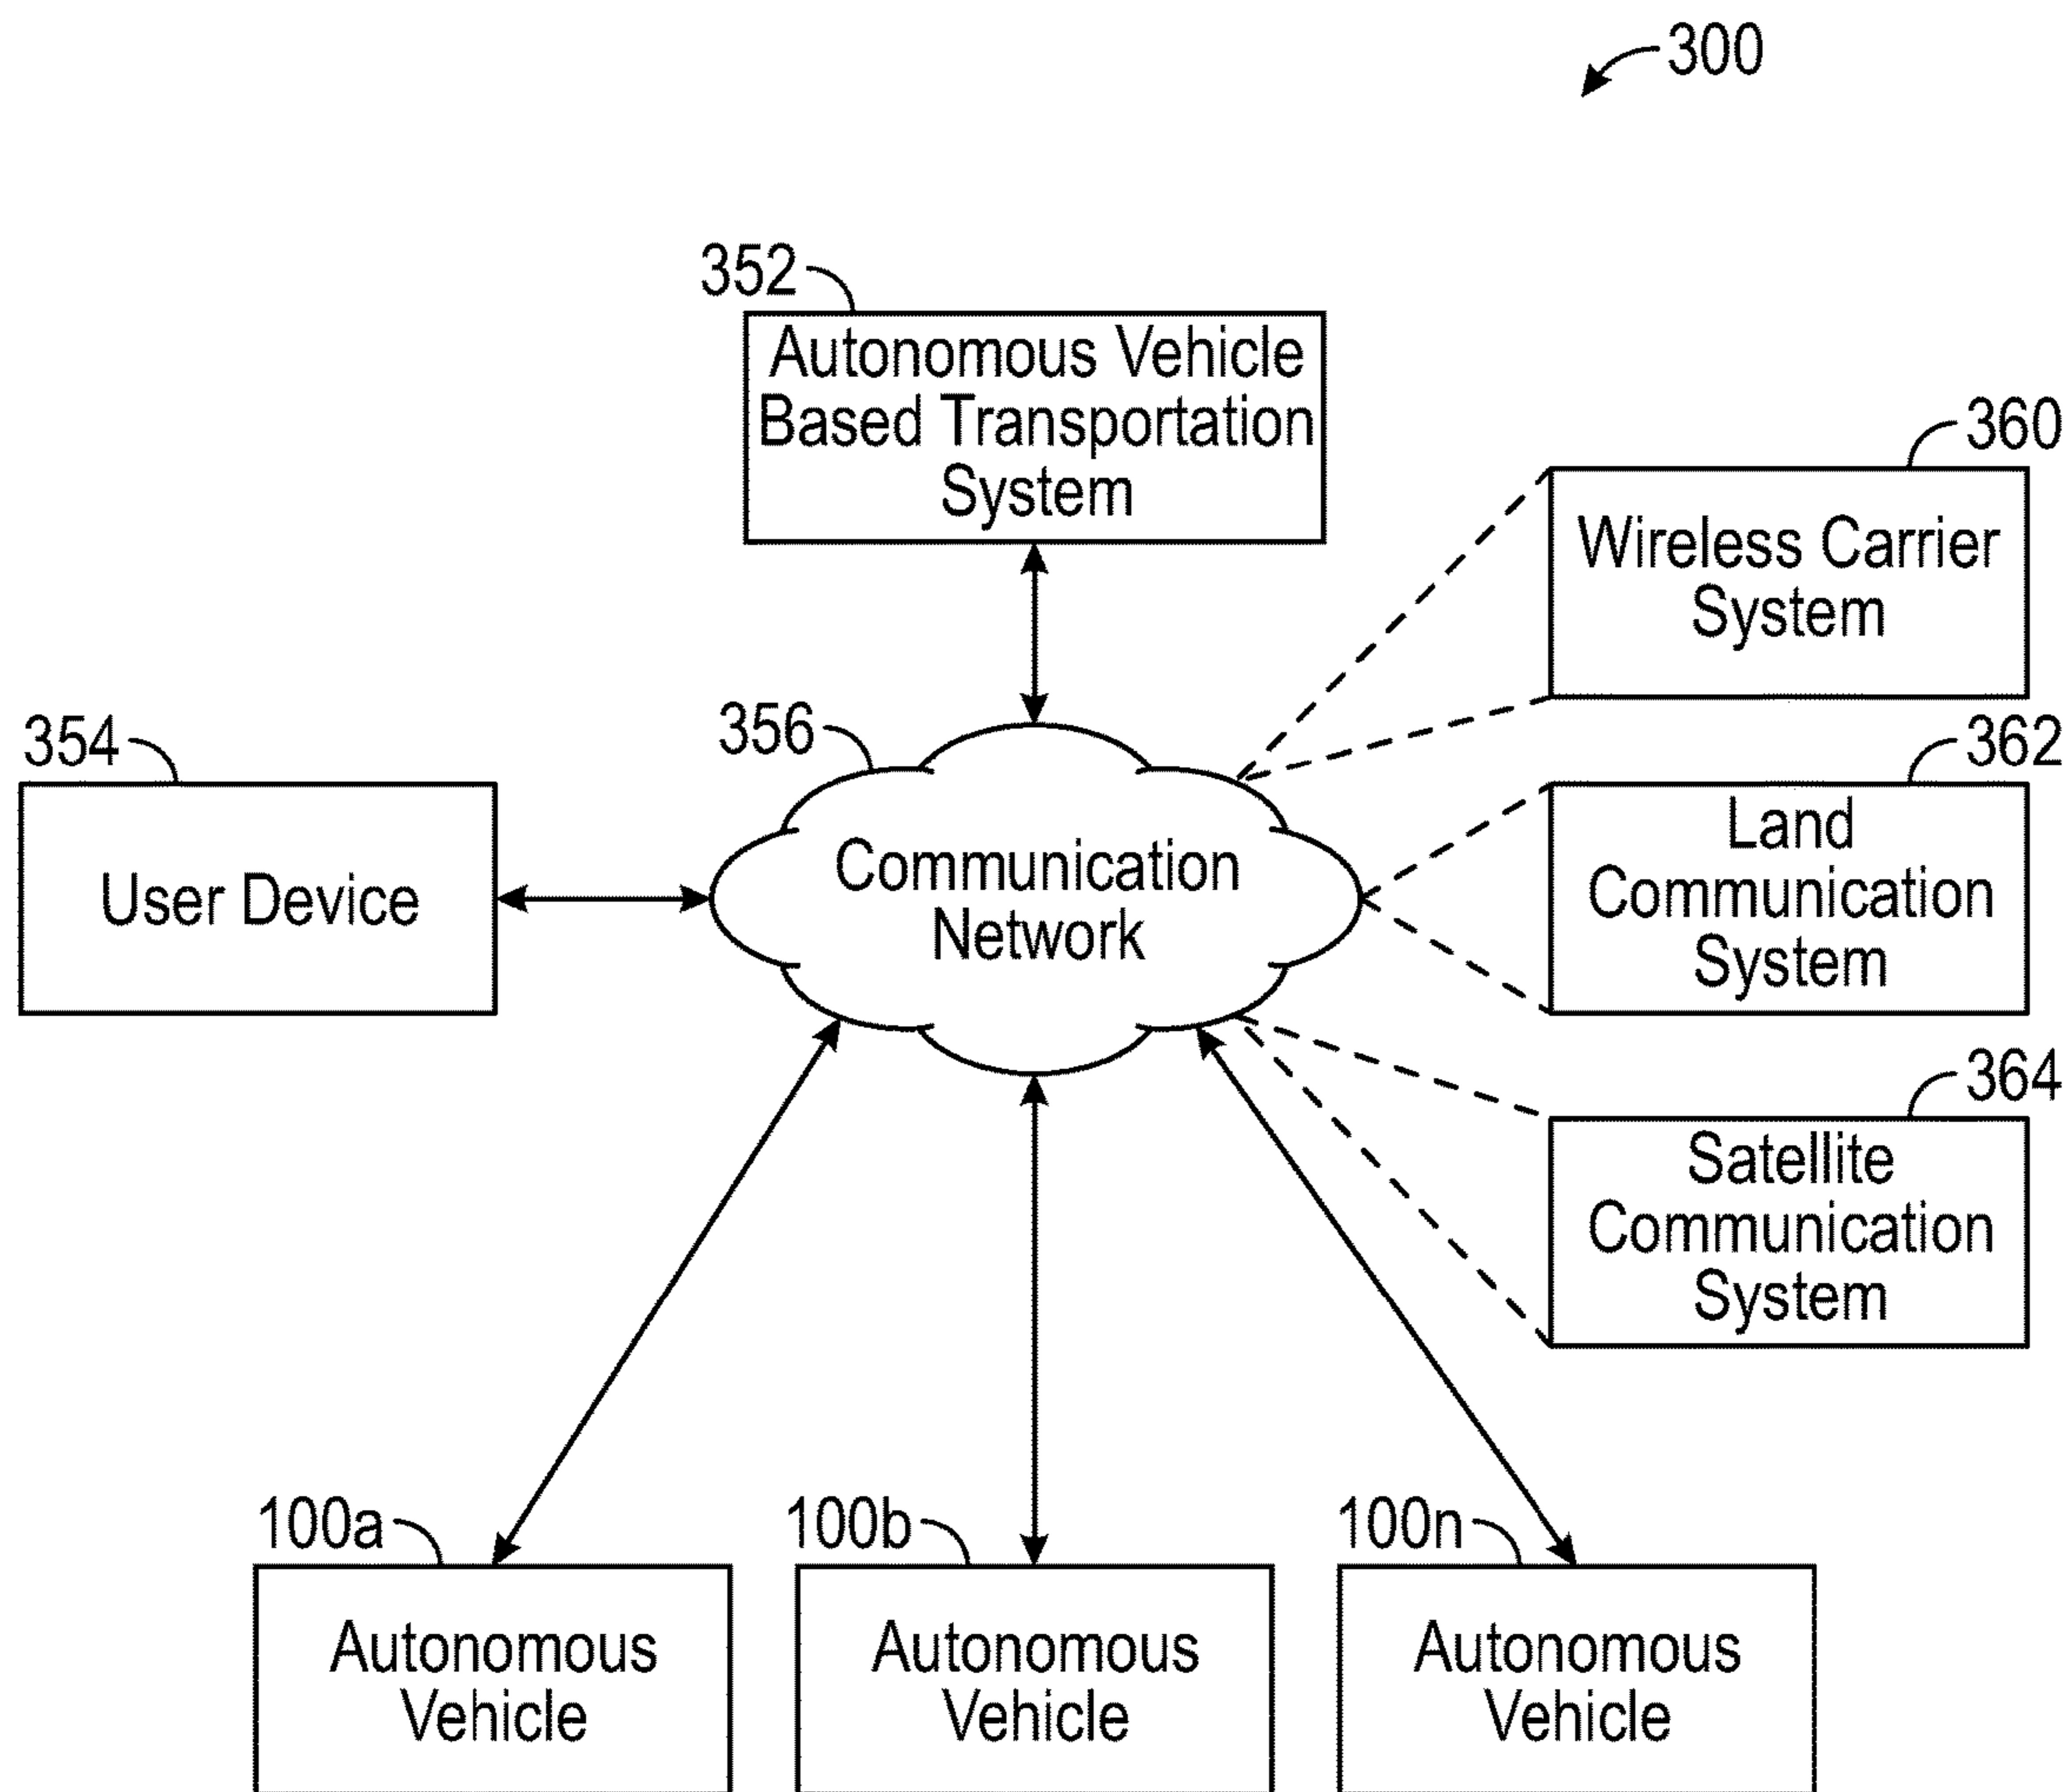 300
352
Autonomous Vehicle
Based Transportation
System
360
Wireless Carrier
System
354
User Device
356
Communication
Network
362
Land
Communication
System
364
Satellite
Communication
System
100a
Autonomous
Vehicle
100b
Autonomous
Vehicle
100n
Autonomous
Vehicle